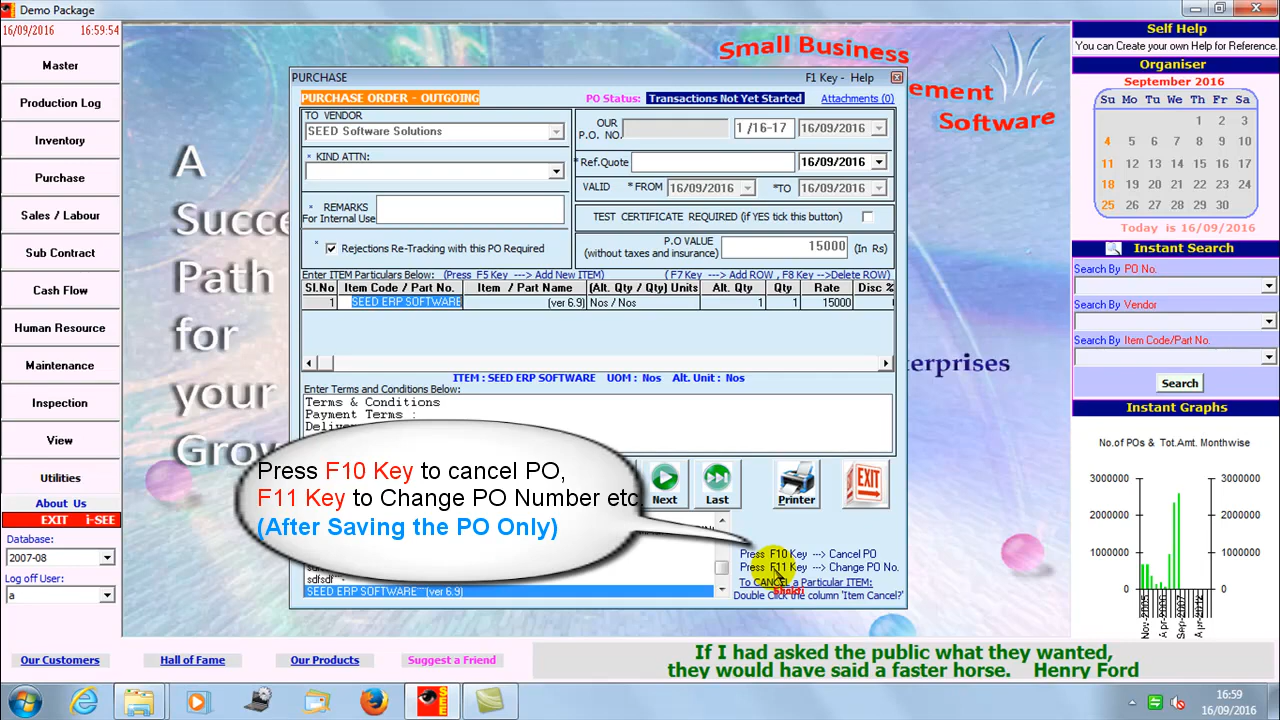 Demo Package
16/09/2016 16:59:54
Master
Production Log
Inventory
Purchase
Sales / Labour
Sub Contract
Cash Flow
Human Resource
Maintenance
Inspection
View
Utilities
About Us
EXIT i-SEE
Database:
2007-08
Log off User:
a
A
Succe
Path
for
your
Grow
Small Business
ement
Software
erprises
PURCHASE F1 Key - Help
PURCHASE ORDER - OUTGOING PO Status: Transactions Not Yet Started Attachments (0)
TO VENDOR
SEED Software Solutions
* KIND ATTN:
* REMARKS
For Internal Use
* Rejections Re-Tracking with this PO Required
OUR
P.O. NO. 1 /16-17 16/09/2016
*Ref.Quote 16/09/2016
VALID *FROM 16/09/2016 *TO 16/09/2016
TEST CERTIFICATE REQUIRED (if YES tick this button)
P.O VALUE 15000 (In Rs)
(without taxes and insurance)
Enter ITEM Particulars Below: (Press F5 Key ---> Add New ITEM) ( F7 Key ---> Add ROW , F8 Key -->Delete ROW)
Sl.No Item Code / Part No. Item / Part Name (Alt. Qty / Qty) Units Alt. Qty Qty Rate Disc
1 SEED ERP SOFTWARE (ver 6.9) Nos / Nos 1 1 15000
ITEM : SEED ERP SOFTWARE UOM : Nos Alt. Unit : Nos
Enter Terms and Conditions Below:
Terms & Conditions
Payment Terms :
Deliver
Next Last Printer EXIT
Press F10 Key to cancel PO,
F11 Key to Change PO Number etc.
(After Saving the PO Only)
sdfsdf
SEED ERP SOFTWARE (ver 6.9)
Press F10 Key ---> Cancel PO
Press F11 Key ---> Change PO No.
To CANCEL a Particular ITEM:
Double Click the column 'Item Cancel?'
Self Help
You can Create your own Help for Reference.
Organiser
September 2016
Su Mo Tu We Th Fr Sa
1 2 3
4 5 6 7 8 9 10
11 12 13 14 15 16 17
18 19 20 21 22 23 24
25 26 27 28 29 30
Today is 16/09/2016
Instant Search
Search By PO No.
Search By Vendor
Search By Item Code/Part No.
Search
Instant Graphs
No.of POs & Tot.Amt. Monthwise
3000000 3000000
2000000 2000000
1000000 1000000
0 0
Nov-2005
Apr-2006
Sep-2007
Apr-2012
Our Customers Hall of Fame Our Products Suggest a Friend
If I had asked the public what they wanted,
they would have said a faster horse. Henry Ford
16:59
16/09/2016